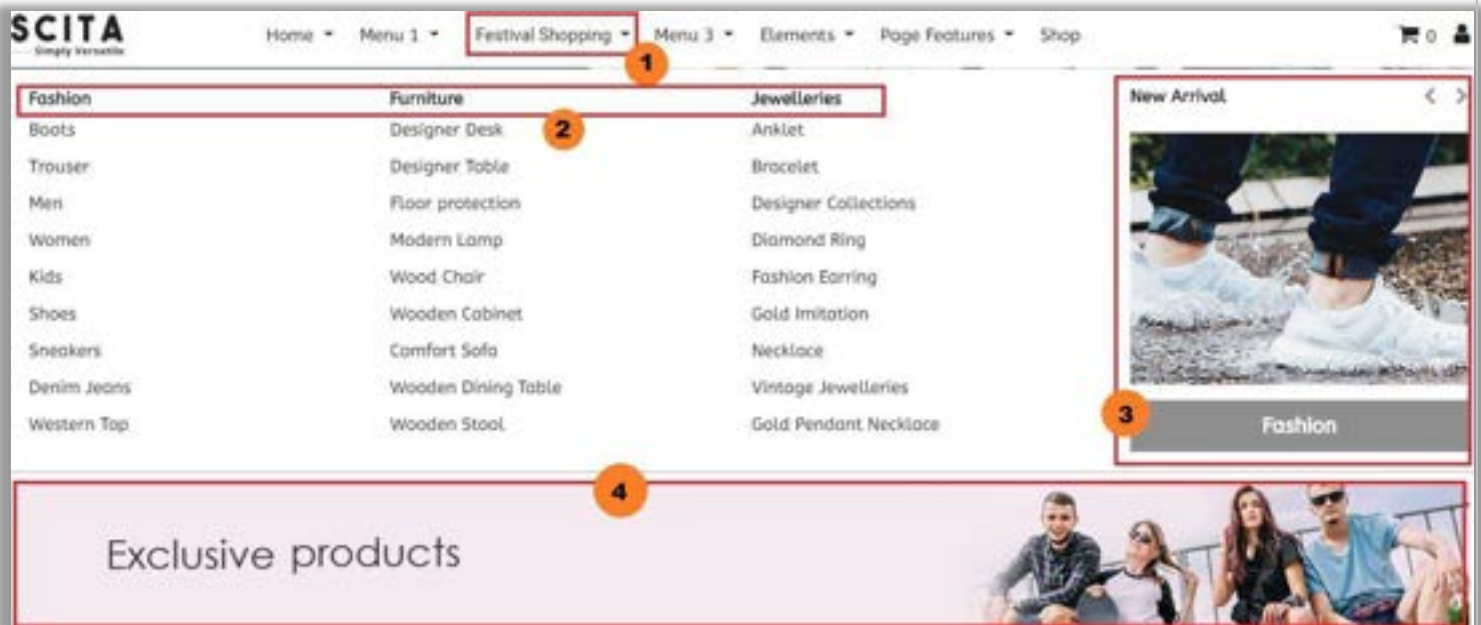 SCITA
Simply Versatile
Home Menu 1 Festival Shopping Menu 3 Elements Page Features Shop 0
1
Fashion Furniture Jewelleries New Arrival
2
Boots Designer Desk Anklet
Trouser Designer Table Bracelet
Men Floor protection Designer Collections
Women Modern Lamp Diamond Ring
Kids Wood Chair Fashion Earring
Shoes Wooden Cabinet Gold Imitation
Sneakers Comfort Sofa Necklace
Denim Jeans Wooden Dining Table Vintage Jewelleries
Western Top Wooden Stool Gold Pendant Necklace
3
Fashion
4
Exclusive products